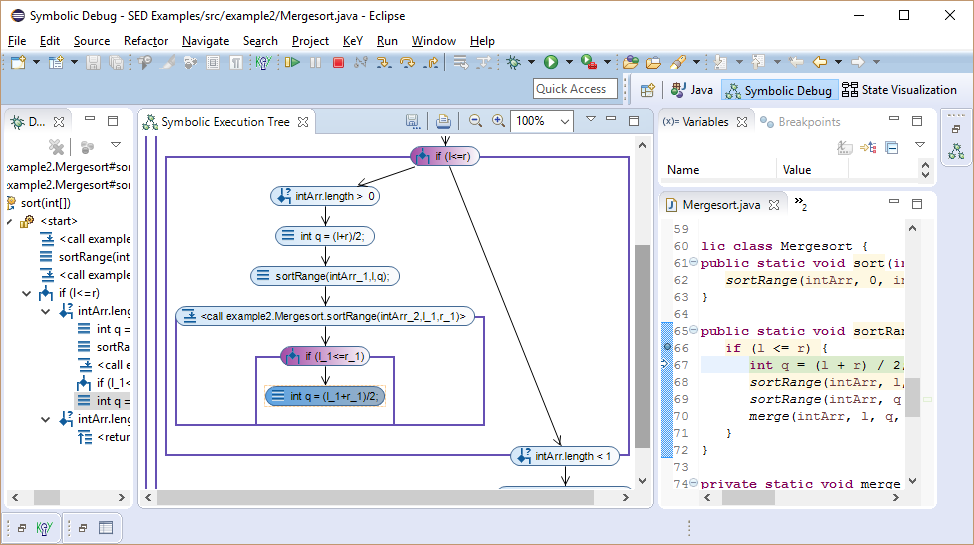 Symbolic Debug - SED Examples/src/example2/Mergesort.java - Eclipse
File Edit Source Refactor Navigate Search Project KeY Run Window Help
Quick Access
Java Symbolic Debug State Visualization
D...
example2.Mergesort#sor
example2.Mergesort#sor
sort(int[])
<start>
<call example
sortRange(int
<call example
if (l<=r)
intArr.leng
int q =
sortRa
<call e
if (l_1<
int q =
intArr.leng
<retur
Symbolic Execution Tree
100%
if (l<=r)
intArr.length > 0
int q = (l+r)/2;
sortRange(intArr_1,l,q);
<call example2.Mergesort.sortRange(intArr_2,l_1,r_1)>
if (l_1<=r_1)
int q = (l_1+r_1)/2;
intArr.length < 1
(x)= Variables Breakpoints
Name Value
Mergesort.java
»2
59
60 lic class Mergesort {
61 public static void sort(in
62 sortRange(intArr, 0, in
63 }
64
65 public static void sortRan
66 if (l <= r) {
67 int q = (l + r) / 2;
68 sortRange(intArr, l,
69 sortRange(intArr, q
70 merge(intArr, l, q,
71 }
72 }
73
74 private static void merge